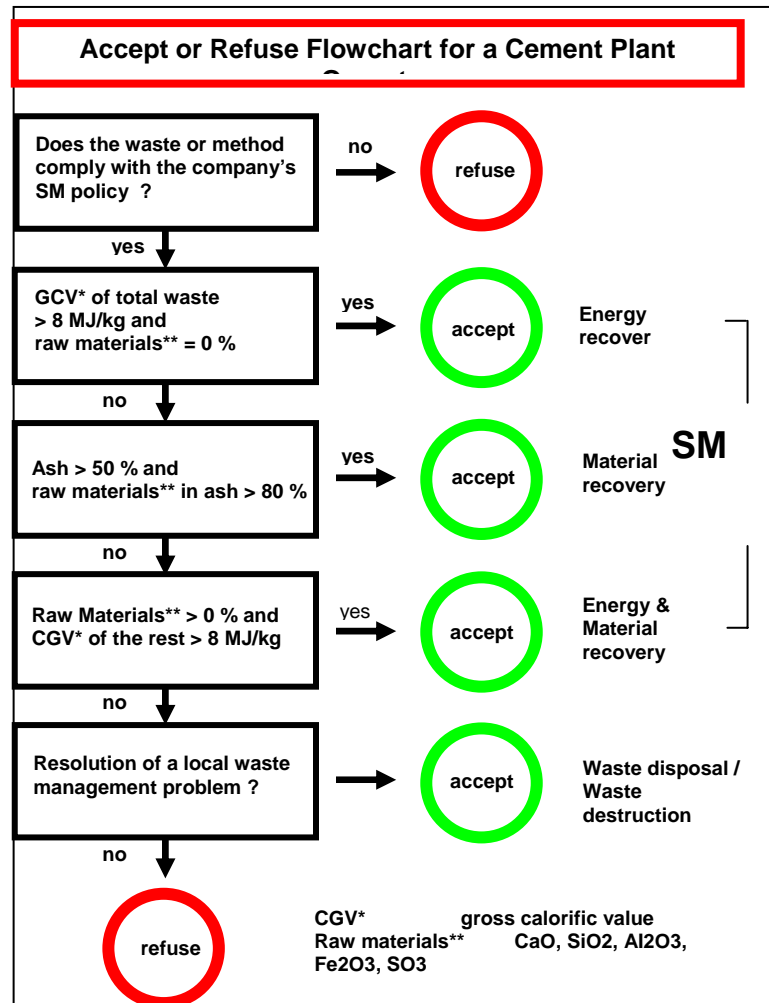 Accept or Refuse Flowchart for a Cement Plant
Does the waste or method
comply with the company's
SM policy ?
no
refuse
yes
GCV* of total waste
> 8 MJ/kg and
raw materials** = 0 %
yes
accept
Energy
recover
no
Ash > 50 % and
raw materials** in ash > 80 %
yes
accept
Material
recovery
SM
no
Raw Materials** > 0 % and
CGV* of the rest > 8 MJ/kg
yes
accept
Energy &
Material
recovery
no
Resolution of a local waste
management problem ?
accept
Waste disposal /
Waste
destruction
no
refuse
CGV* gross calorific value
Raw materials** CaO, SiO2, Al2O3,
Fe2O3, SO3